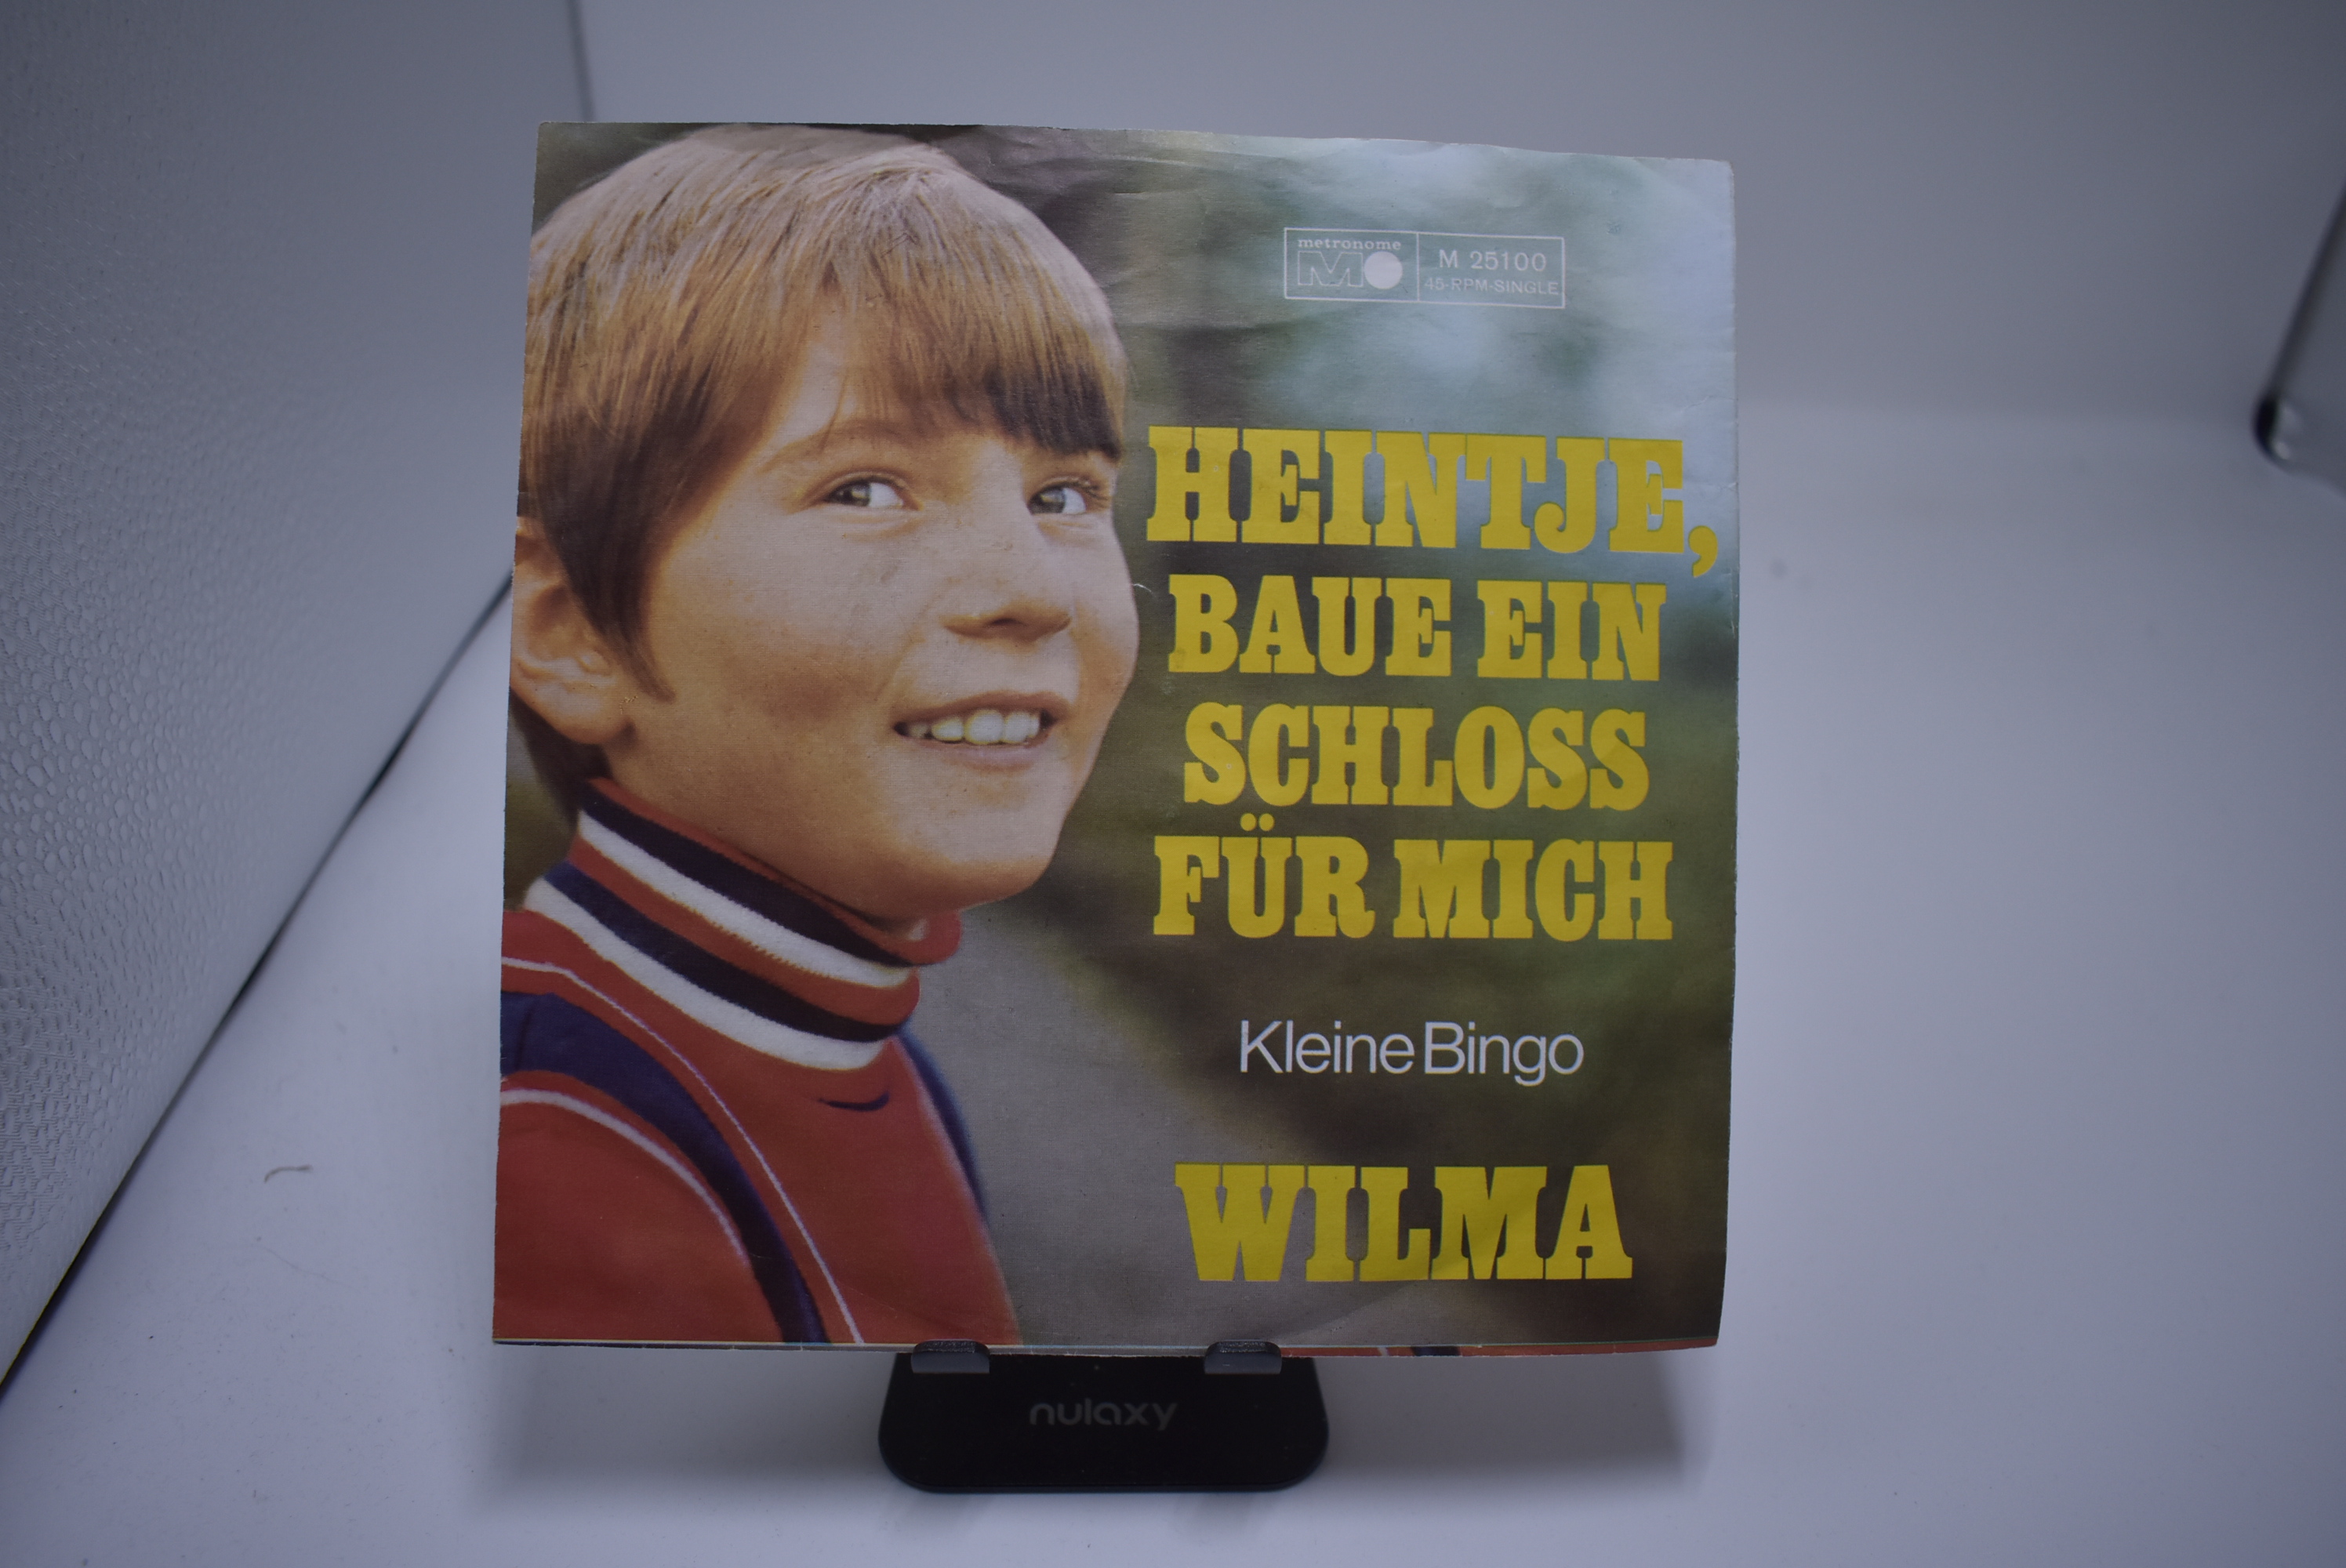 metronome
M 25100
45-RPM-SINGLE
HEINTJE,
BAUE EIN
SCHLOSS
FÜR MICH
Kleine Bingo
WILMA
nulaxy